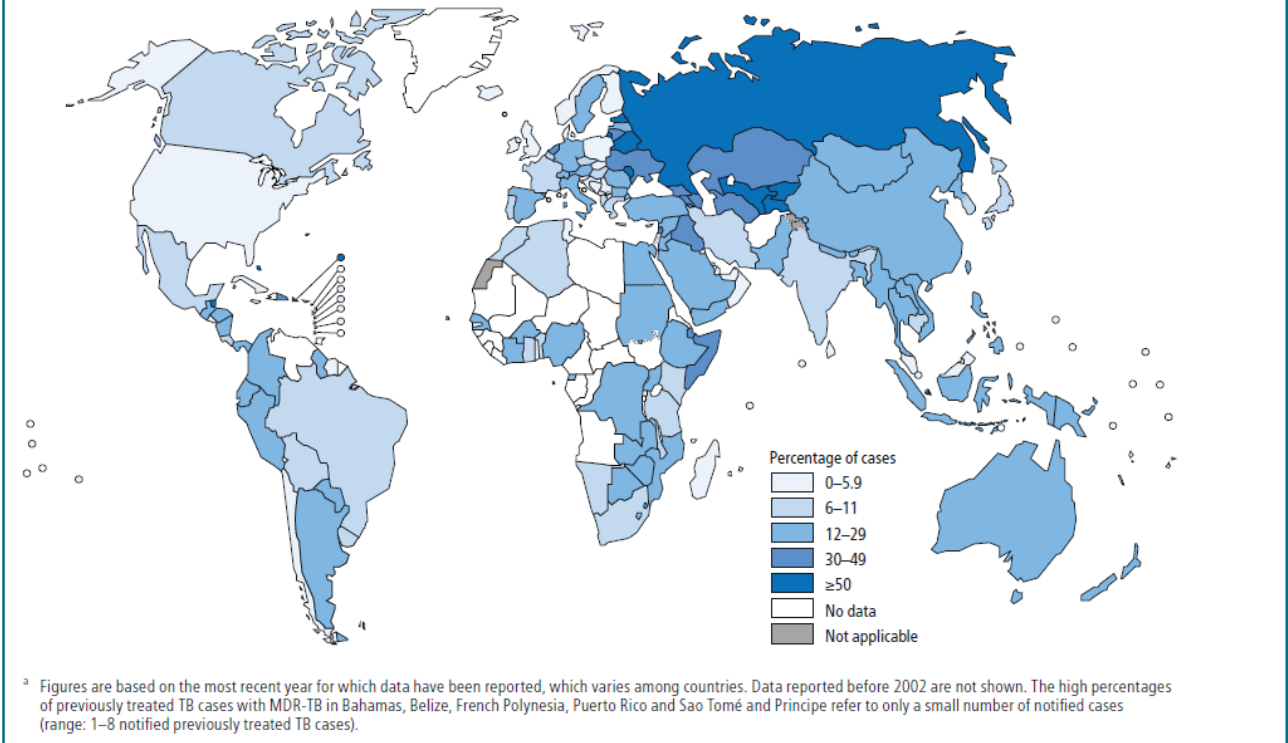 Percentage of cases
0–5.9
6–11
12–29
30–49
≥50
No data
Not applicable
a Figures are based on the most recent year for which data have been reported, which varies among countries. Data reported before 2002 are not shown. The high percentages
of previously treated TB cases with MDR-TB in Bahamas, Belize, French Polynesia, Puerto Rico and Sao Tomé and Principe refer to only a small number of notified cases
(range: 1–8 notified previously treated TB cases).